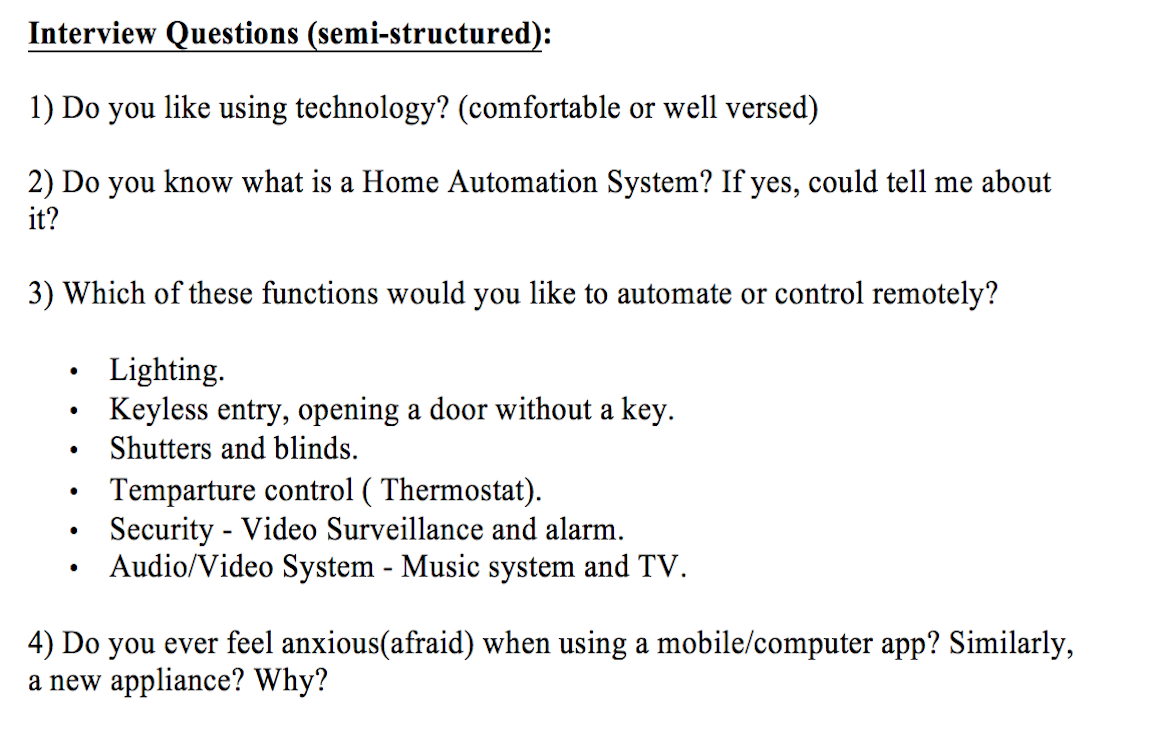 Interview Questions (semi-structured):
1) Do you like using technology? (comfortable or well versed)
2) Do you know what is a Home Automation System? If yes, could tell me about
it?
3) Which of these functions would you like to automate or control remotely?
• Lighting.
• Keyless entry, opening a door without a key.
• Shutters and blinds.
• Temparture control ( Thermostat).
• Security - Video Surveillance and alarm.
• Audio/Video System - Music system and TV.
4) Do you ever feel anxious(afraid) when using a mobile/computer app? Similarly,
a new appliance? Why?